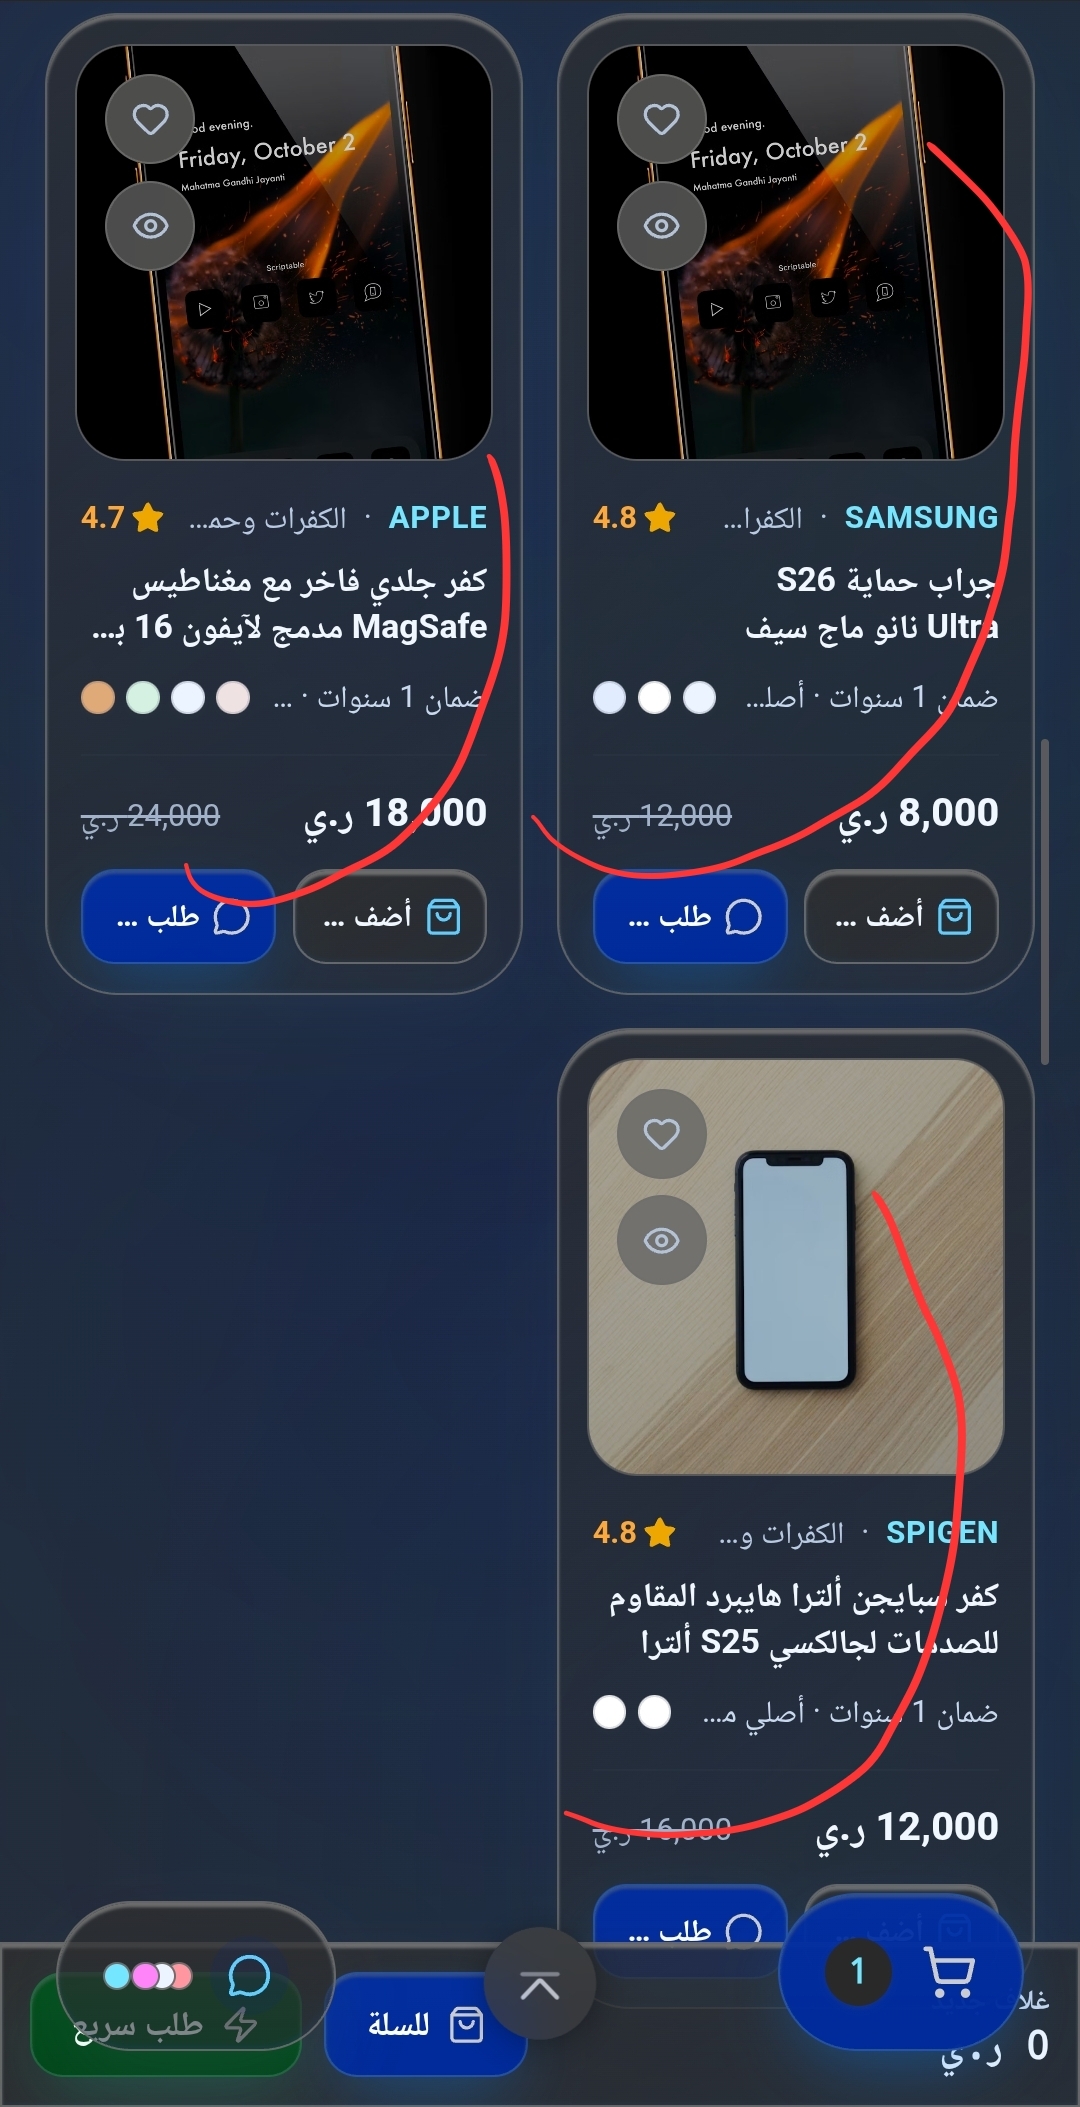 od evening.
Friday, October 2
Mahatma Gandhi Jayanti
Scriptable
SAMSUNG · الكفرا... 4.8
جراب حماية S26
Ultra نانو ماج سيف
ضمان 1 سنوات · أصلـ...
8,000 ر.ي 12,000 ر.ي
أضف ... طلب ...
od evening.
Friday, October 2
Mahatma Gandhi Jayanti
Scriptable
APPLE · الكفرات وحمـ... 4.7
كفر جلدي فاخر مع مغناطيس
MagSafe مدمج لآيفون 16 بـ...
ضمان 1 سنوات · ...
18,000 ر.ي 24,000 ر.ي
أضف ... طلب ...
SPIGEN · الكفرات و... 4.8
كفر سبايجن ألترا هايبرد المقاوم
للصدمات لجالكسي S25 ألترا
ضمان 1 سنوات · أصلي مـ...
12,000 ر.ي 16,000 ر.ي
أضف ... طلب ...
1
0 ر.ي
للسلة
طلب سريع